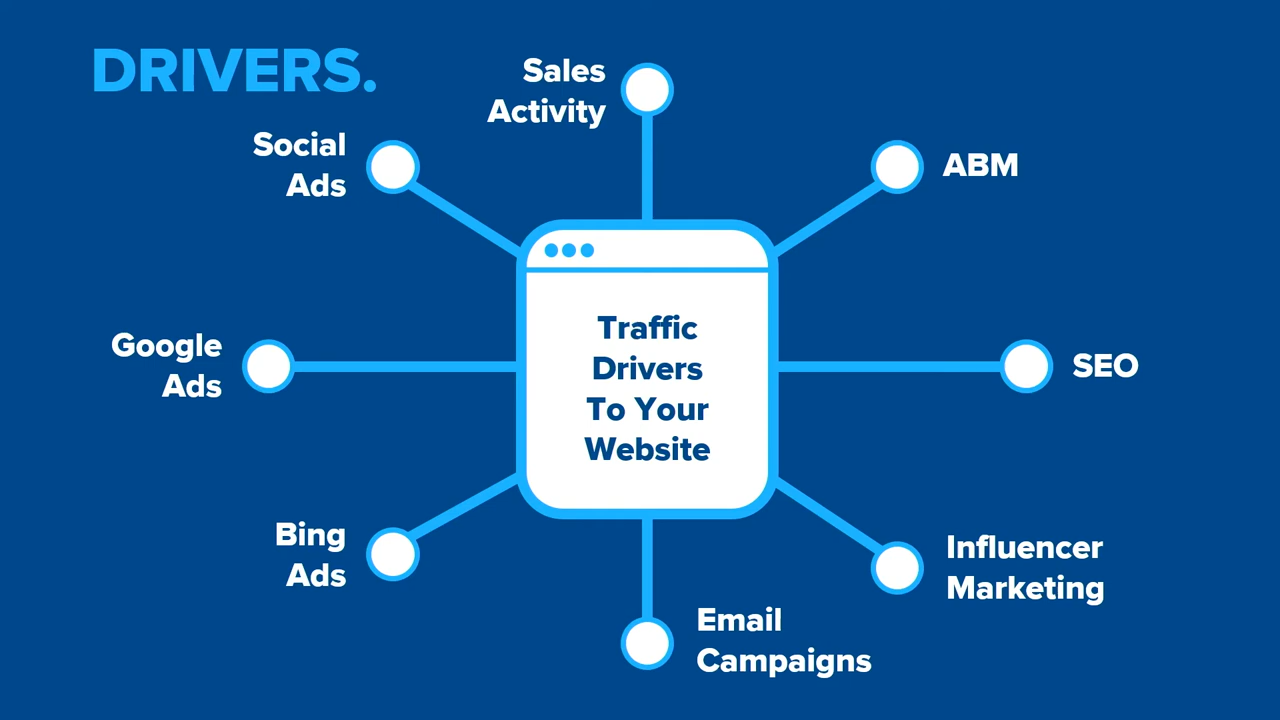 DRIVERS.
Sales
Activity
Social
Ads
ABM
Google
Ads
Traffic
Drivers
To Your
Website
SEO
Bing
Ads
Influencer
Marketing
Email
Campaigns